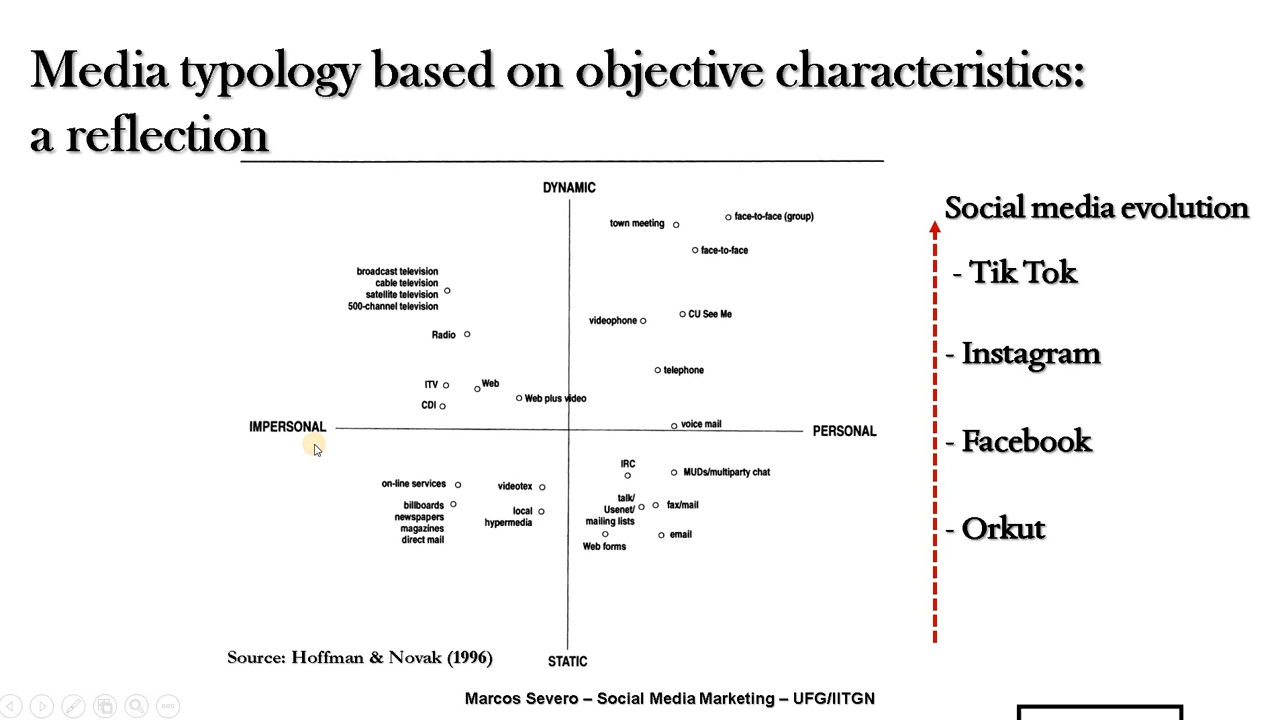 Media typology based on objective characteristics:
a reflection
DYNAMIC
town meeting
face-to-face (group)
face-to-face
broadcast television
cable television
satellite television
500-channel television
videophone
CU See Me
Radio
telephone
ITV
Web
CDI
Web plus video
voice mail
IMPERSONAL
PERSONAL
IRC
MUDs/multiparty chat
on-line services
videotex
billboards
newspapers
magazines
direct mail
local
hypermedia
talk/
Usenet/
mailing lists
fax/mail
Web forms
email
STATIC
Source: Hoffman & Novak (1996)
Social media evolution
- Tik Tok
- Instagram
- Facebook
- Orkut
Marcos Severo – Social Media Marketing – UFG/IITGN